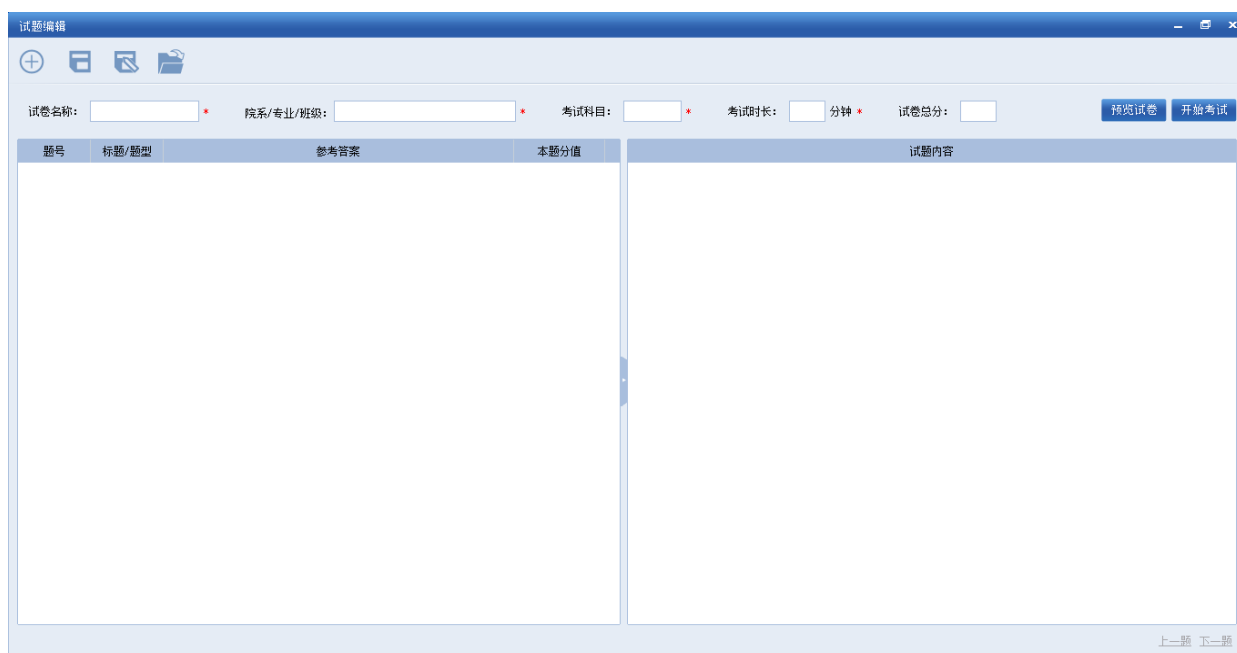 试题编辑
试卷名称: * 院系/专业/班级: * 考试科目: * 考试时长: 分钟 * 试卷总分: 预览试卷 开始考试
题号 标题/题型 参考答案 本题分值 试题内容
上一题 下一题